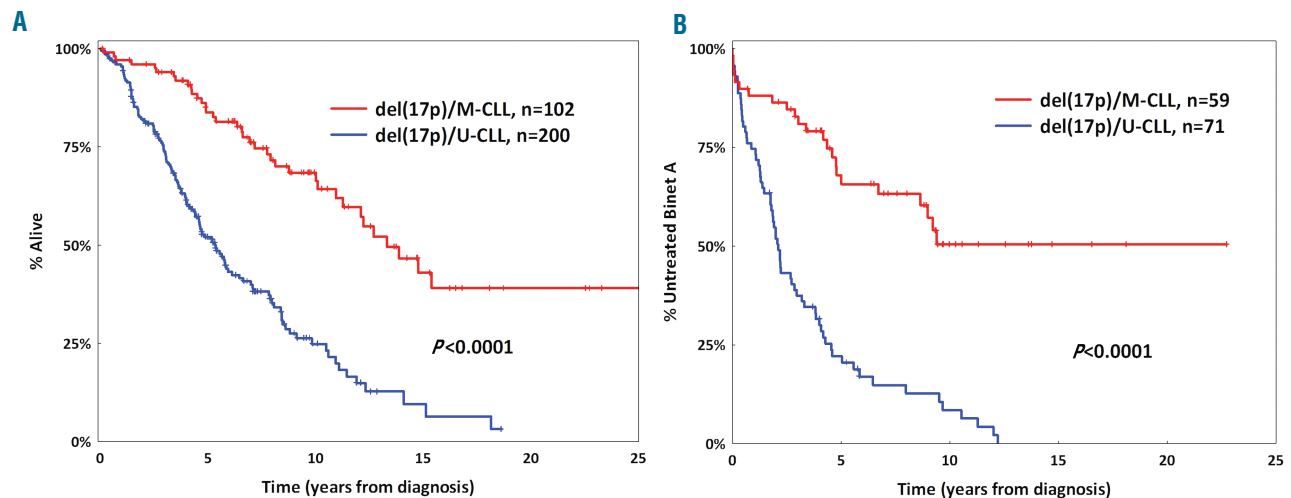 A
% Alive
100%
75%
50%
25%
0%
del(17p)/M-CLL, n=102
del(17p)/U-CLL, n=200
P<0.0001
0 5 10 15 20 25
Time (years from diagnosis)
B
% Untreated Binet A
100%
75%
50%
25%
0%
del(17p)/M-CLL, n=59
del(17p)/U-CLL, n=71
P<0.0001
0 5 10 15 20 25
Time (years from diagnosis)